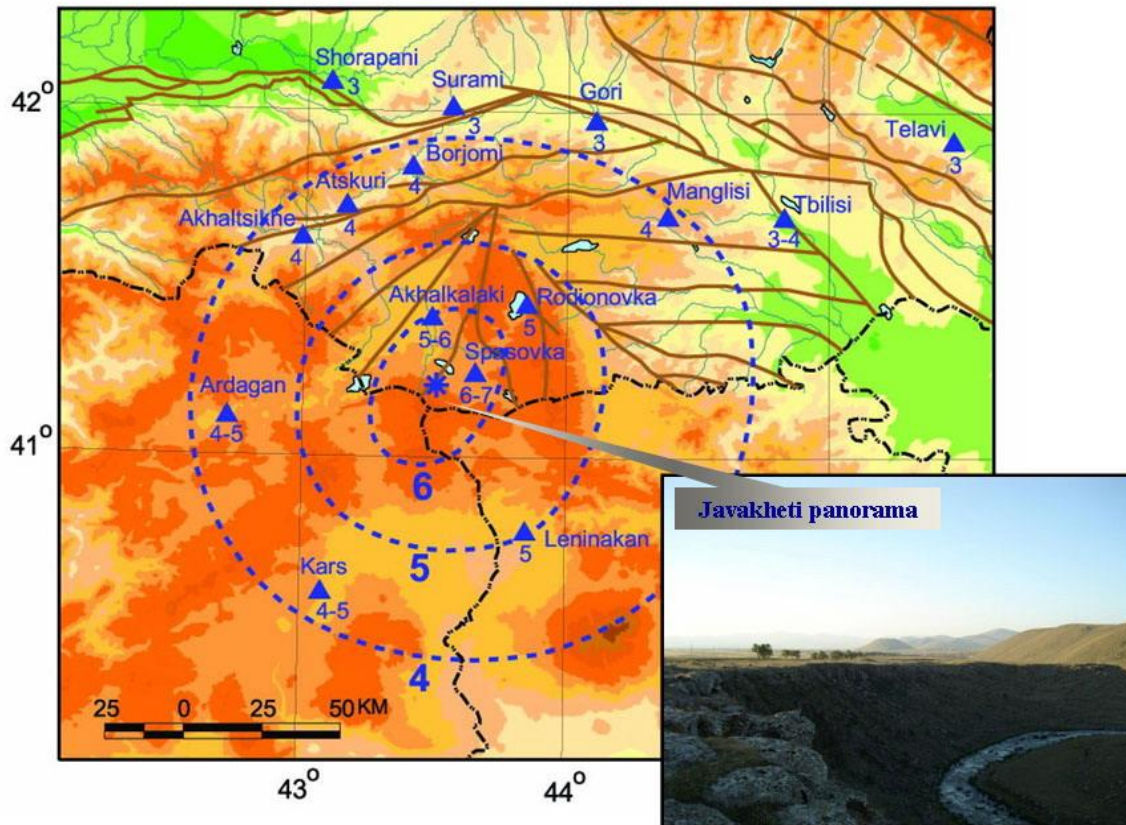 Shorapani
3
Surami
3
Gori
3
42°
Telavi
3
Borjomi
4
Atskuri
4
Manglisi
4
Tbilisi
3-4
Akhaltsikhe
4
Akhalkalaki
5-6
Rodionovka
5
Spasovka
6-7
Ardagan
4-5
41°
6
Javakheti panorama
Leninakan
5
5
Kars
4-5
4
25 0 25 50 KM
43°
44°